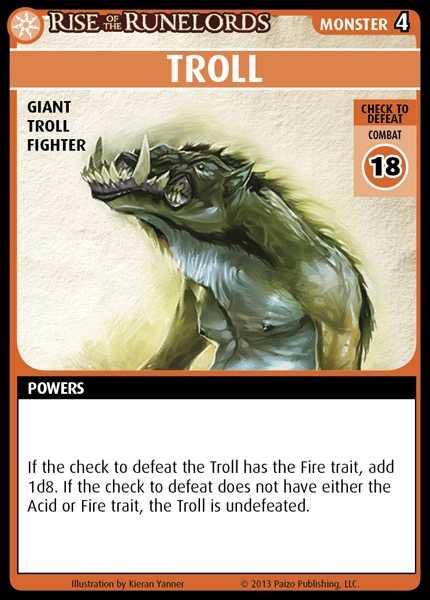 RISE OF THE RUNELORDS
MONSTER 4
TROLL
GIANT
TROLL
FIGHTER
CHECK TO
DEFEAT
COMBAT
18
POWERS
If the check to defeat the Troll has the Fire trait, add
1d8. If the check to defeat does not have either the
Acid or Fire trait, the Troll is undefeated.
Illustration by Kieran Yanner © 2013 Paizo Publishing, LLC.